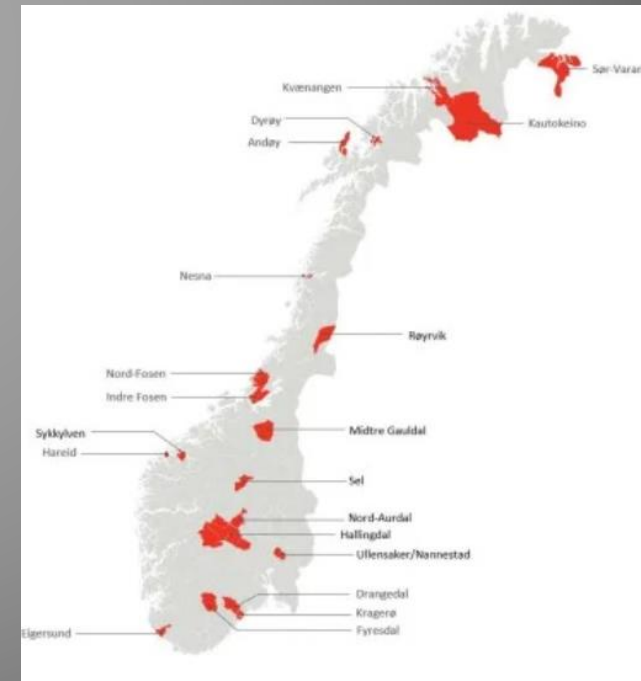 Sør-Varan
Kvænangen
Kautokeino
Dyrøy
Andøy
Nesna
Røyrvik
Nord-Fosen
Indre Fosen
Midtre Gauldal
Sykkylven
Hareid
Sel
Nord-Aurdal
Hallingdal
Ullensaker/Nannestad
Drangedal
Kragerø
Eigersund
Fyresdal